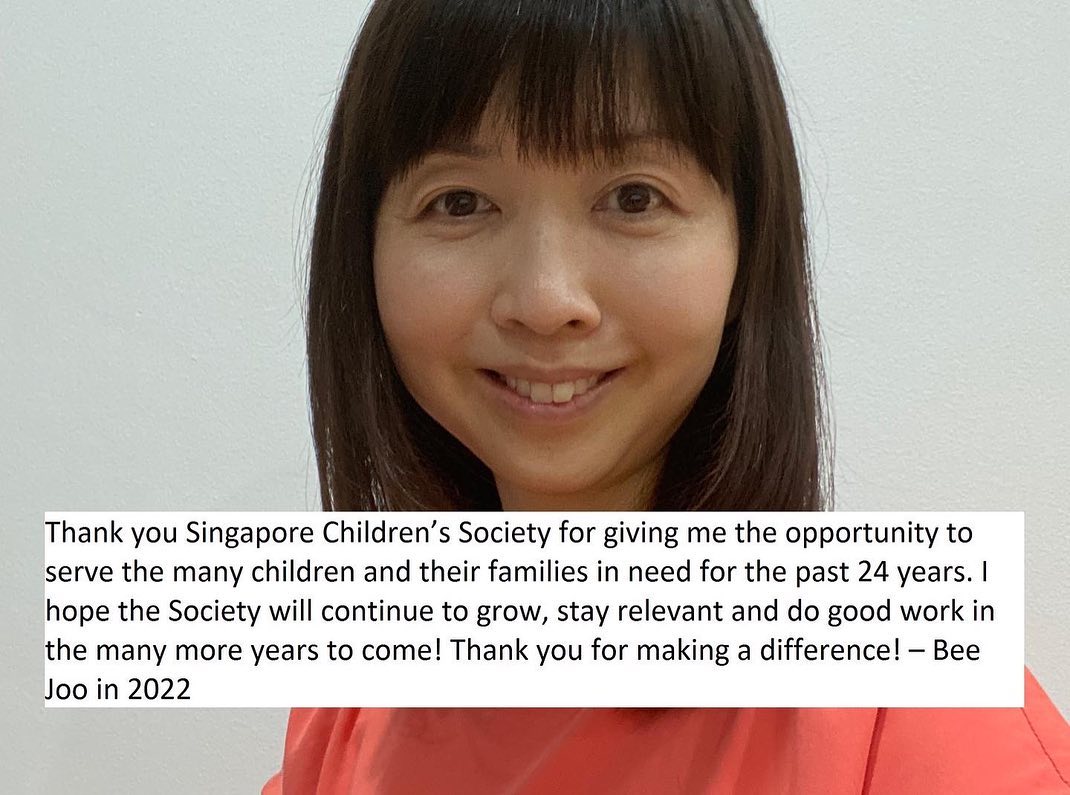 Thank you Singapore Children’s Society for giving me the opportunity to
serve the many children and their families in need for the past 24 years. I
hope the Society will continue to grow, stay relevant and do good work in
the many more years to come! Thank you for making a difference! – Bee
Joo in 2022